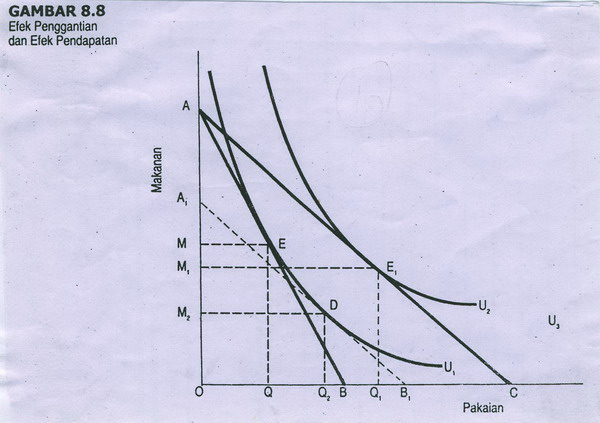 GAMBAR 8.8
Efek Penggantian
dan Efek Pendapatan
Makanan
A
A₁
M
E
M₁
E₁
M₂
D
U₂
U₃
U₁
O
Q
Q₂
B
Q₁
B₁
C
Pakaian